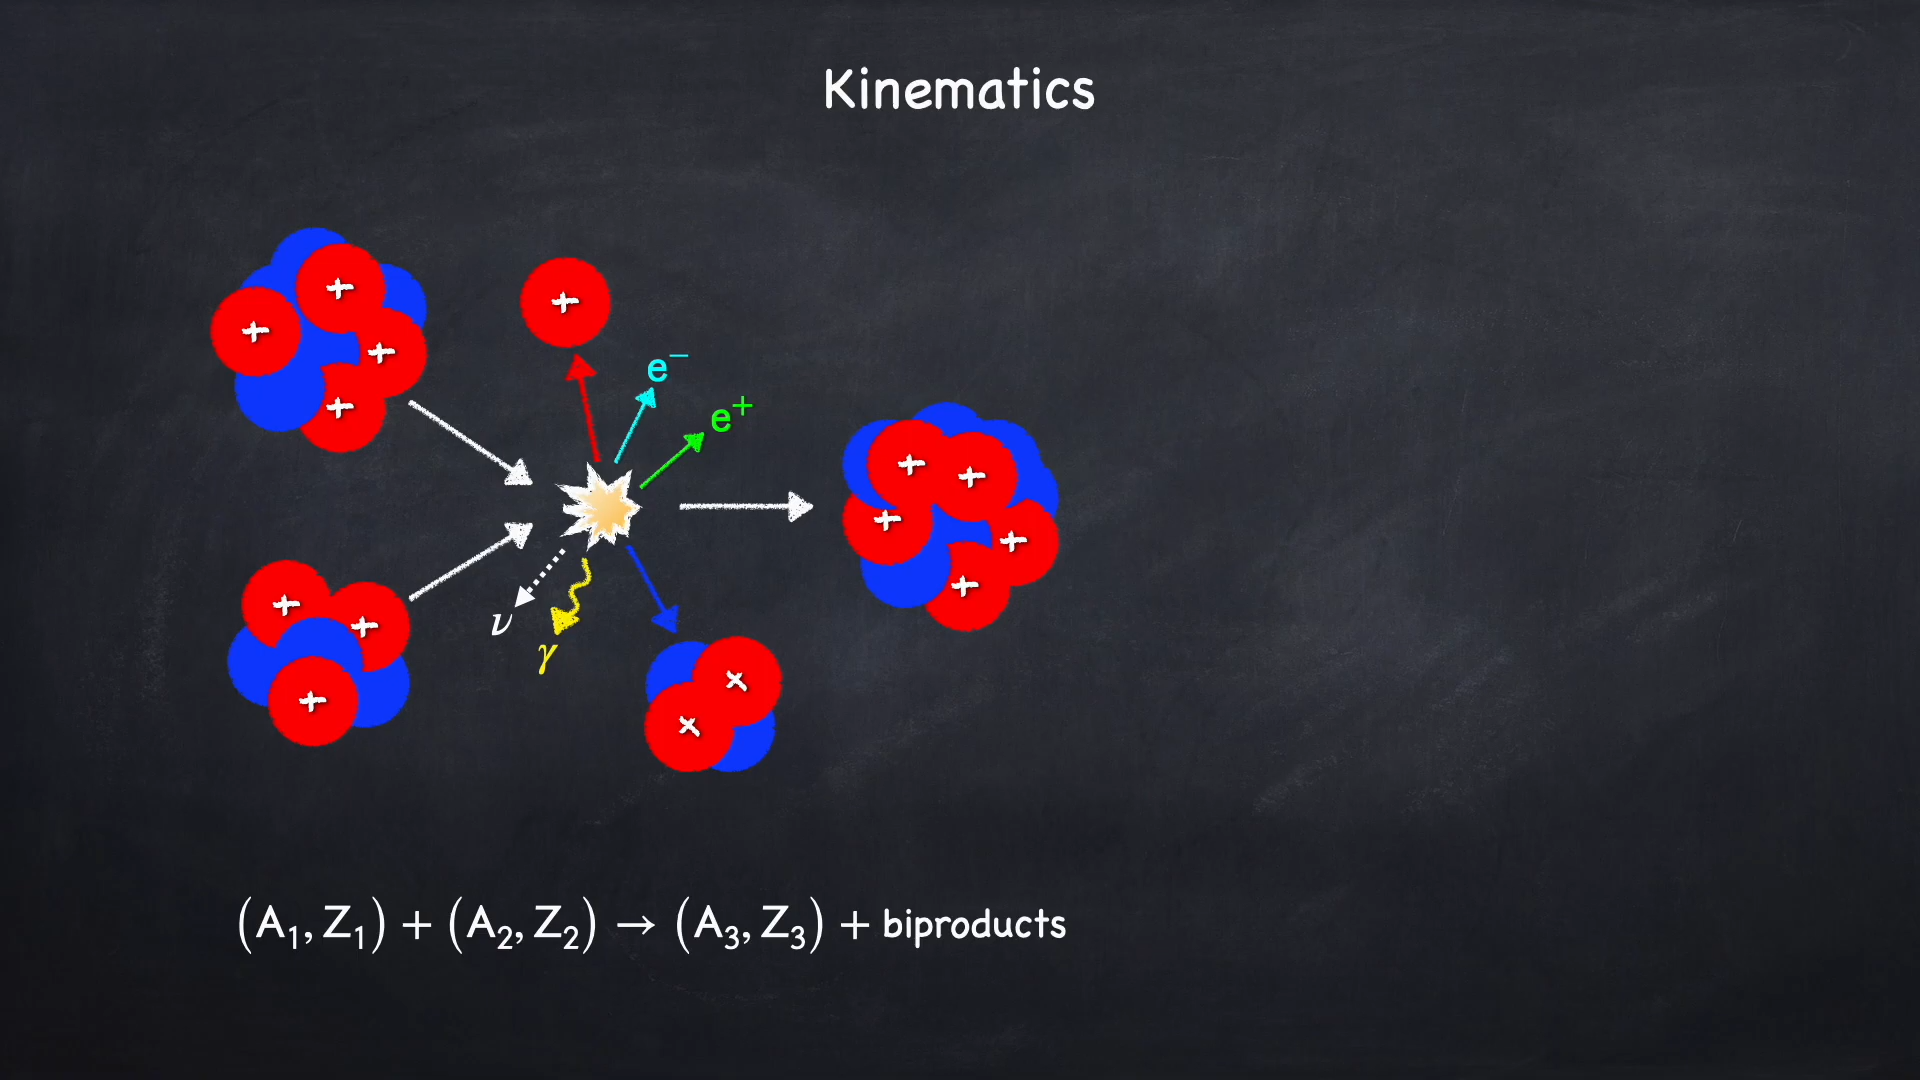 Kinematics
+
+
+
+
+
e⁻
e⁺
+
+
+
+
+
+
+
+
ν
γ
+
×
×
(A₁, Z₁) + (A₂, Z₂) → (A₃, Z₃) + biproducts